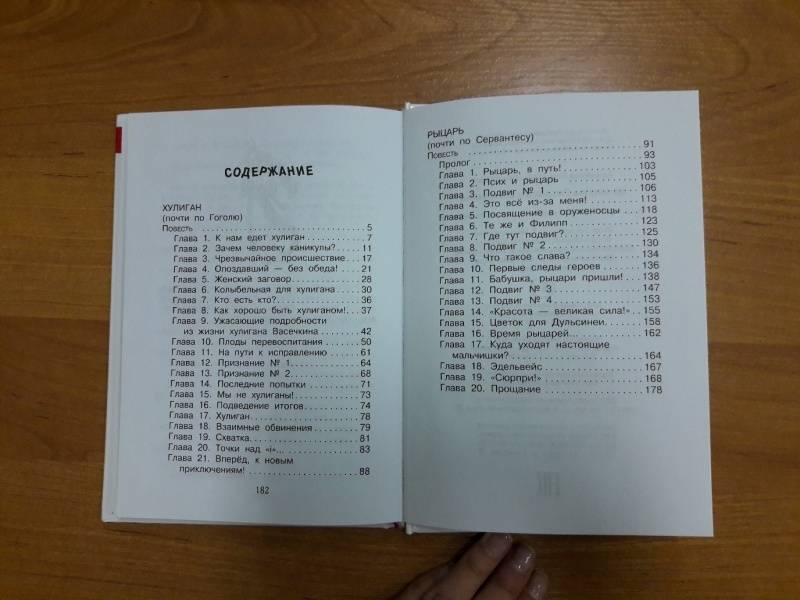 СОДЕРЖАНИЕ
ХУЛИГАН
(почти по Гоголю)
Повесть . . . . . . . . . . 5
Глава 1. К нам едет хулиган . . . . . . . . . . 7
Глава 2. Зачем человеку каникулы? . . . . 11
Глава 3. Чрезвычайное происшествие . . 17
Глава 4. Опоздавший — без обеда! . . . . 21
Глава 5. Женский заговор . . . . . . . . . . 28
Глава 6. Колыбельная для хулигана . . . . 30
Глава 7. Кто есть кто? . . . . . . . . . . 36
Глава 8. Как хорошо быть хулиганом! . . 37
Глава 9. Ужасающие подробности
из жизни хулигана Васечкина . . . . 42
Глава 10. Плоды перевоспитания . . . . . . 50
Глава 11. На пути к исправлению . . . . . . 61
Глава 12. Признание № 1 . . . . . . . . . . 64
Глава 13. Признание № 2 . . . . . . . . . . 68
Глава 14. Последние попытки . . . . . . . . 71
Глава 15. Мы не хулиганы! . . . . . . . . . . 73
Глава 16. Подведение итогов . . . . . . . . 74
Глава 17. Хулиган . . . . . . . . . . 78
Глава 18. Взаимные обвинения . . . . . . . . 79
Глава 19. Схватка . . . . . . . . . . 81
Глава 20. Точки над «i» . . . . . . . . . . 83
Глава 21. Вперёд, к новым
приключениям! . . . . . . . . . . 88
182
РЫЦАРЬ
(почти по Сервантесу)
Повесть . . . . . . . . . . 91
Пролог . . . . . . . . . . 93
Глава 1. Рыцарь, в путь! . . . . . . . . . . 103
Глава 2. Псих и рыцарь . . . . . . . . . . 105
Глава 3. Подвиг № 1 . . . . . . . . . . 106
Глава 4. Это всё из-за меня! . . . . . . . . 113
Глава 5. Посвящение в оруженосцы . . . . 118
Глава 6. Те же и Филипп . . . . . . . . . . 123
Глава 7. Где тут подвиг? . . . . . . . . . . 125
Глава 8. Подвиг № 2 . . . . . . . . . . 130
Глава 9. Что такое слава? . . . . . . . . . . 134
Глава 10. Первые следы героев . . . . . . 136
Глава 11. Бабушка, рыцари пришли! . . . . 138
Глава 12. Подвиг № 3 . . . . . . . . . . 147
Глава 13. Подвиг № 4 . . . . . . . . . . 153
Глава 14. «Красота — великая сила!» . . 155
Глава 15. Цветок для Дульсинеи . . . . . . 158
Глава 16. Время рыцарей . . . . . . . . . . 162
Глава 17. Куда уходят настоящие
мальчишки? . . . . . . . . . . 164
Глава 18. Эдельвейс . . . . . . . . . . 167
Глава 19. «Сюрпри!» . . . . . . . . . . 168
Глава 20. Прощание . . . . . . . . . . 178